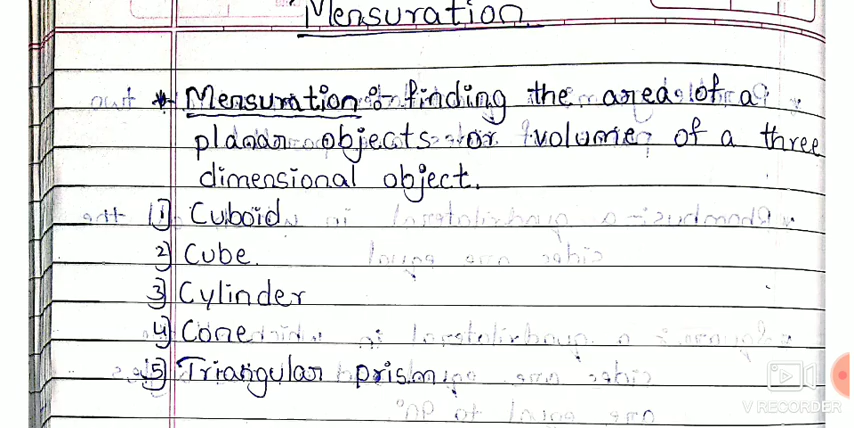 Mensuration
* Mensuration :- finding the area of a
planar objects or volume of a three
dimensional object.
1) Cuboid
2) Cube.
3) Cylinder
4) Cone
5) Triangular prism
V RECORDER